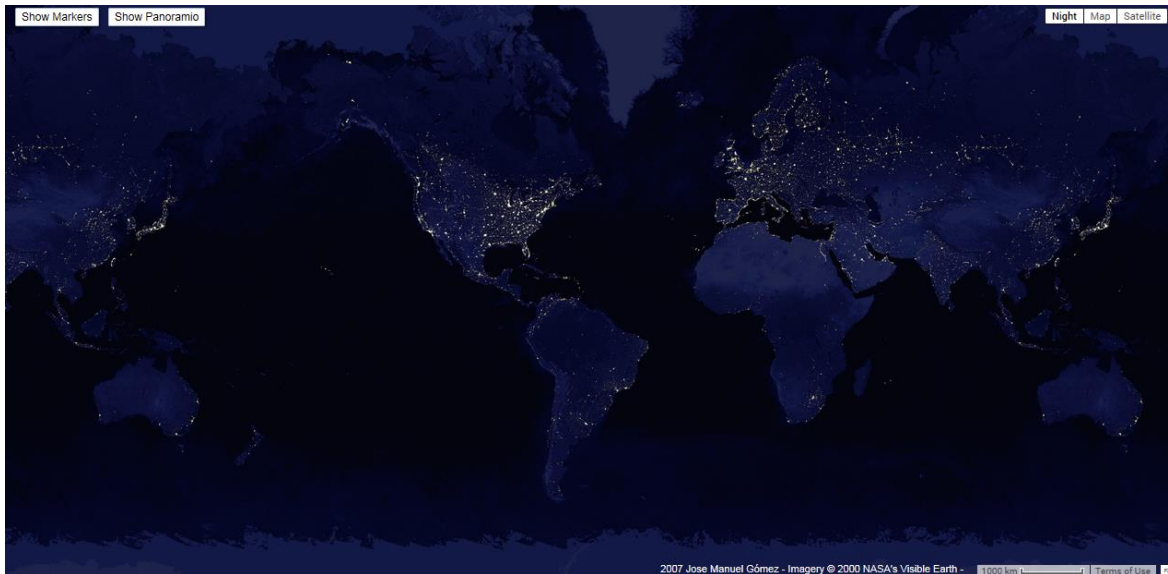 Show Markers Show Panoramio Night Map Satellite
2007 Jose Manuel Gómez - Imagery © 2000 NASA's Visible Earth - 1000 km Terms of Use